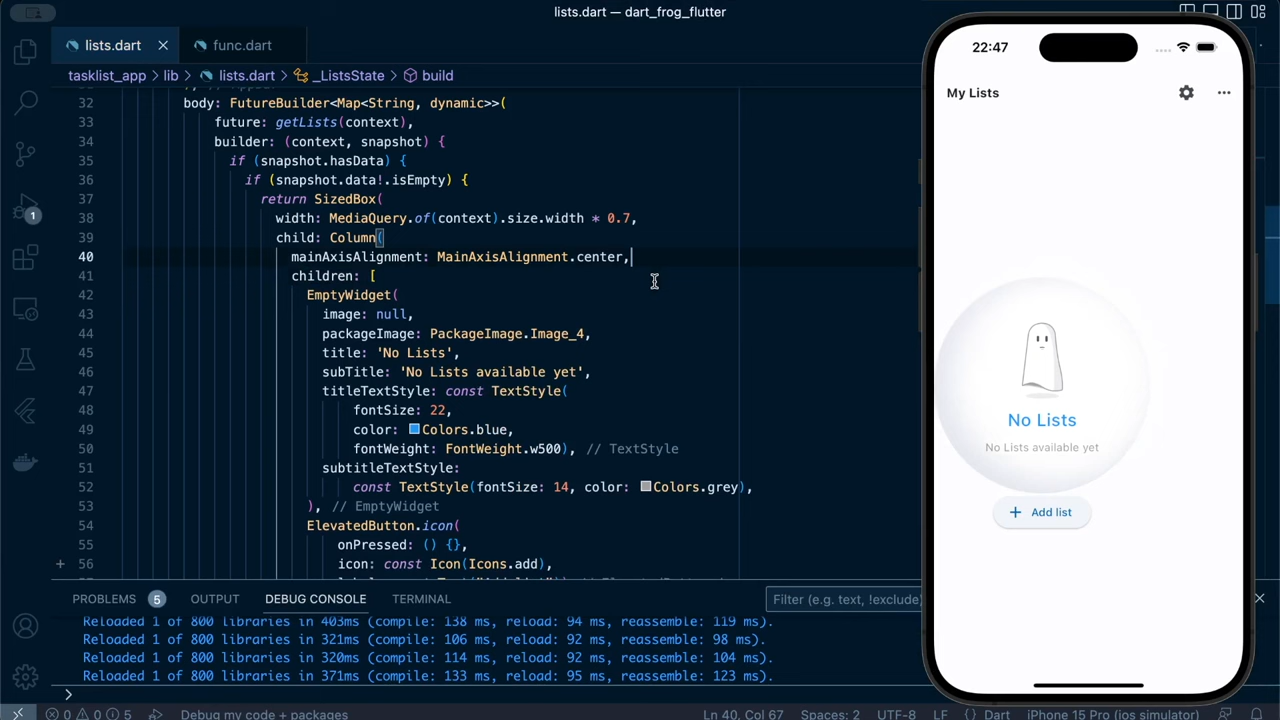 lists.dart — dart_frog_flutter
lists.dart
func.dart
tasklist_app › lib › lists.dart › _ListsState › build
32 body: FutureBuilder<Map<String, dynamic>>(
33 future: getLists(context),
34 builder: (context, snapshot) {
35 if (snapshot.hasData) {
36 if (snapshot.data!.isEmpty) {
37 return SizedBox(
38 width: MediaQuery.of(context).size.width * 0.7,
39 child: Column(
40 mainAxisAlignment: MainAxisAlignment.center,
41 children: [
42 EmptyWidget(
43 image: null,
44 packageImage: PackageImage.Image_4,
45 title: 'No Lists',
46 subTitle: 'No Lists available yet',
47 titleTextStyle: const TextStyle(
48 fontSize: 22,
49 color: Colors.blue,
50 fontWeight: FontWeight.w500), // TextStyle
51 subtitleTextStyle:
52 const TextStyle(fontSize: 14, color: Colors.grey),
53 ), // EmptyWidget
54 ElevatedButton.icon(
55 onPressed: () {},
56 icon: const Icon(Icons.add),
1
PROBLEMS 5 OUTPUT DEBUG CONSOLE TERMINAL
Filter (e.g. text, !exclude)
Reloaded 1 of 800 libraries in 403ms (compile: 138 ms, reload: 94 ms, reassemble: 119 ms).
Reloaded 1 of 800 libraries in 321ms (compile: 106 ms, reload: 92 ms, reassemble: 98 ms).
Reloaded 1 of 800 libraries in 320ms (compile: 114 ms, reload: 92 ms, reassemble: 104 ms).
Reloaded 1 of 800 libraries in 371ms (compile: 133 ms, reload: 95 ms, reassemble: 123 ms).
0 0 5 Debug my code + packages
Ln 40, Col 67 Spaces: 2 UTF-8 LF {} Dart iPhone 15 Pro (ios simulator)
22:47
My Lists
No Lists
No Lists available yet
+ Add list